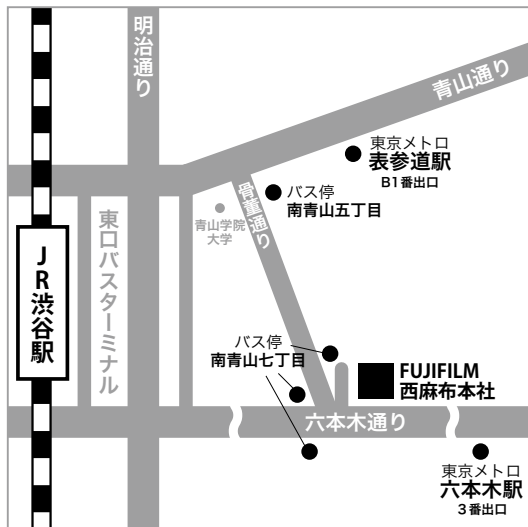 明治通り
青山通り
東京メトロ
表参道駅
B1番出口
バス停
南青山五丁目
骨董通り
青山学院
大学
JR渋谷駅
東口バスターミナル
バス停
南青山七丁目
FUJIFILM
西麻布本社
六本木通り
東京メトロ
六本木駅
3番出口